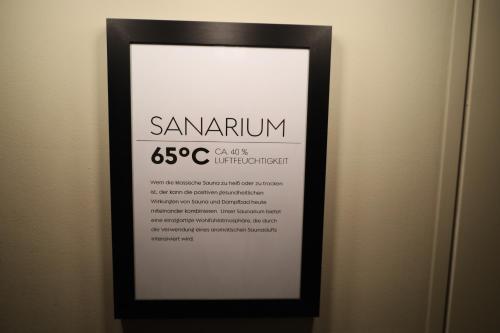 SANARIUM
65°C CA. 40 %
LUFTFEUCHTIGKEIT
Wem die klassische Sauna zu heiß oder zu trocken
ist, der kann die positiven gesundheitlichen
Wirkungen von Sauna und Dampfbad heute
miteinander kombinieren. Unser Sanarium bietet
eine einzigartige Wohlfühlatmosphäre, die durch
die Verwendung eines aromatischen Saunadufts
intensiviert wird.